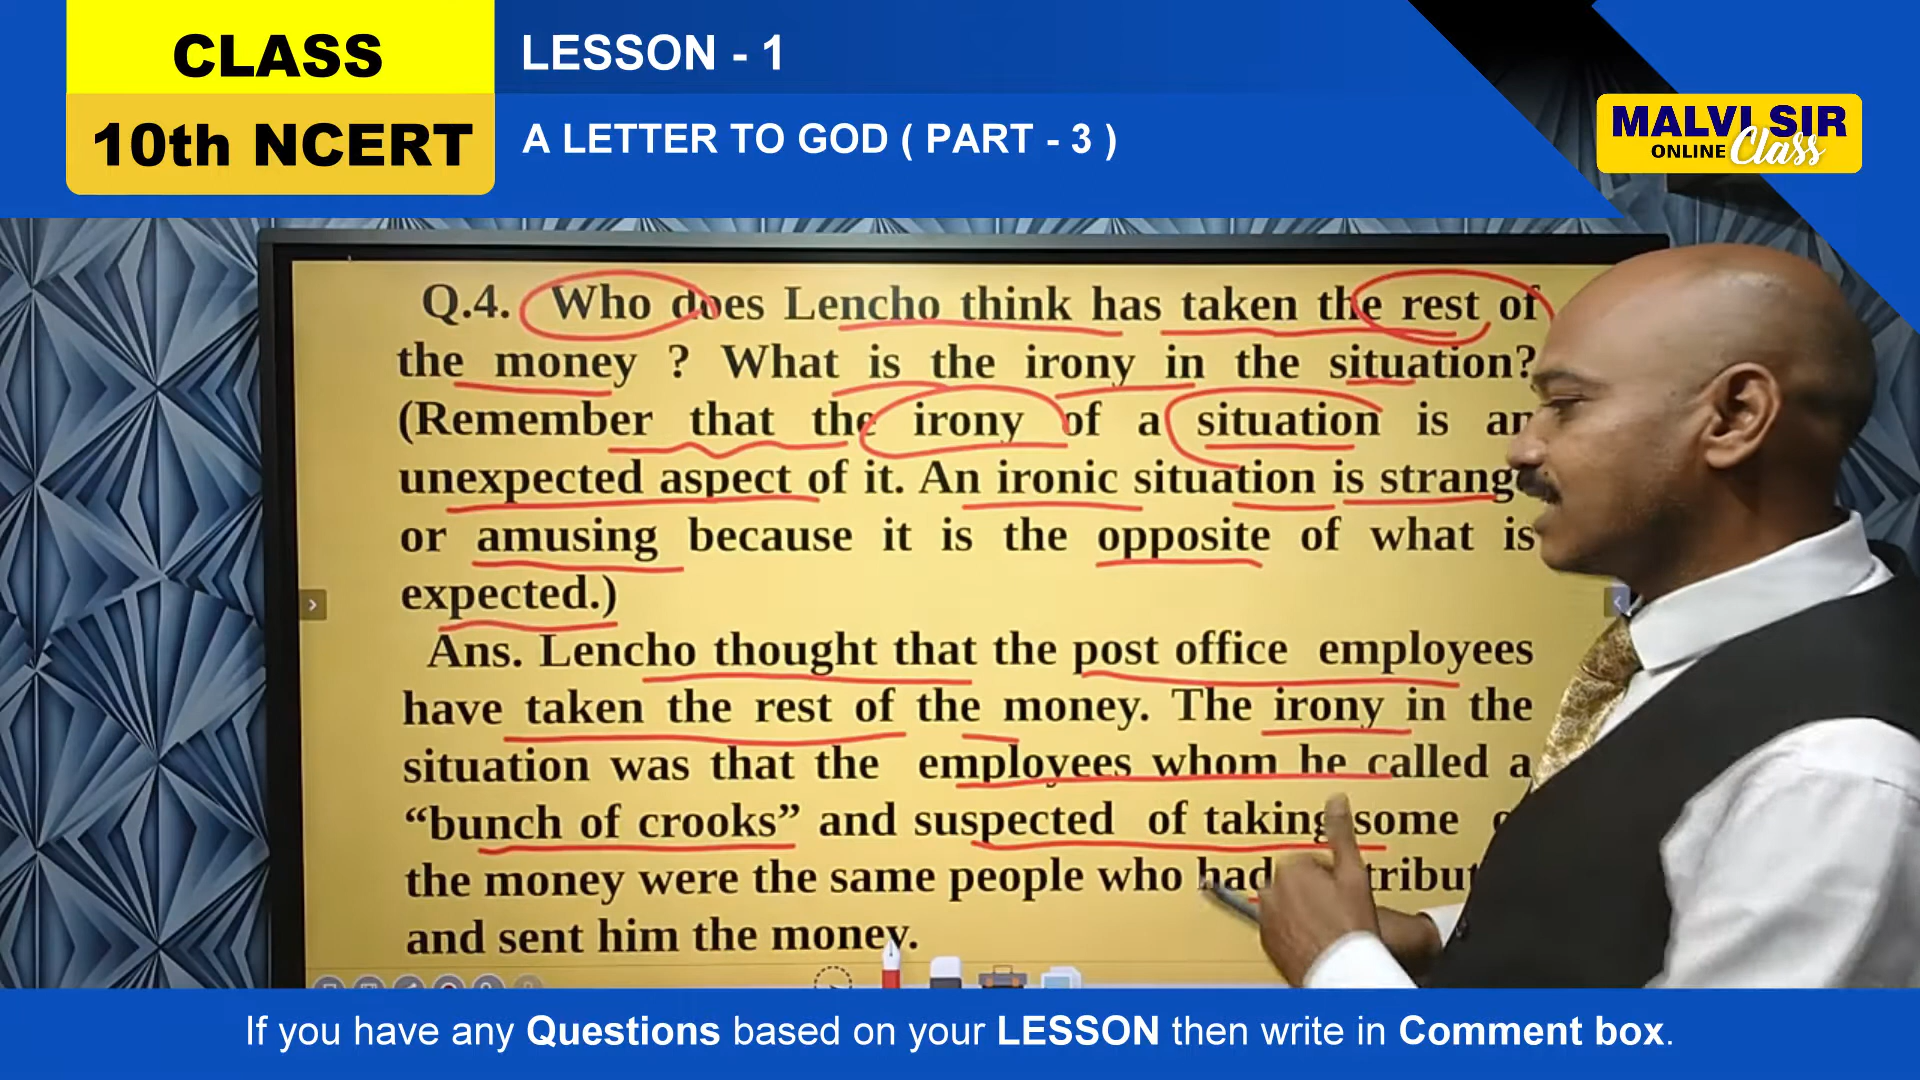 CLASS
10th NCERT
LESSON - 1
A LETTER TO GOD ( PART - 3 )
MALVI SIR
ONLINE Class
Q.4. Who does Lencho think has taken the rest of
the money ? What is the irony in the situation?
(Remember that the irony of a situation is an
unexpected aspect of it. An ironic situation is strange
or amusing because it is the opposite of what is
expected.)
Ans. Lencho thought that the post office employees
have taken the rest of the money. The irony in the
situation was that the employees whom he called a
“bunch of crooks” and suspected of taking some
the money were the same people who had
and sent him the money.
If you have any Questions based on your LESSON then write in Comment box.